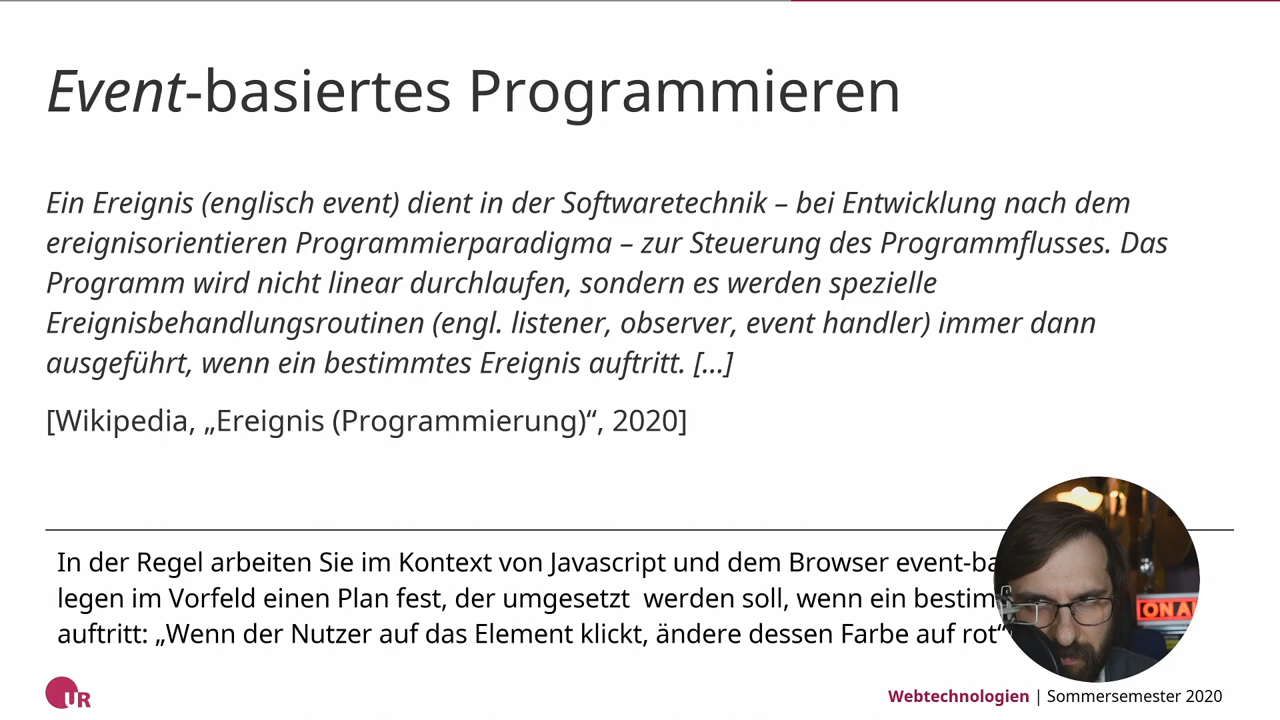 Event-basiertes Programmieren
Ein Ereignis (englisch event) dient in der Softwaretechnik – bei Entwicklung nach dem
ereignisorientieren Programmierparadigma – zur Steuerung des Programmflusses. Das
Programm wird nicht linear durchlaufen, sondern es werden spezielle
Ereignisbehandlungsroutinen (engl. listener, observer, event handler) immer dann
ausgeführt, wenn ein bestimmtes Ereignis auftritt. [...]
[Wikipedia, „Ereignis (Programmierung)“, 2020]
In der Regel arbeiten Sie im Kontext von Javascript und dem Browser
legen im Vorfeld einen Plan fest, der umgesetzt werden soll, wenn ein
auftritt: „Wenn der Nutzer auf das Element klickt, ändere dessen Farbe auf rot“
ON
UR
Webtechnologien | Sommersemester 2020